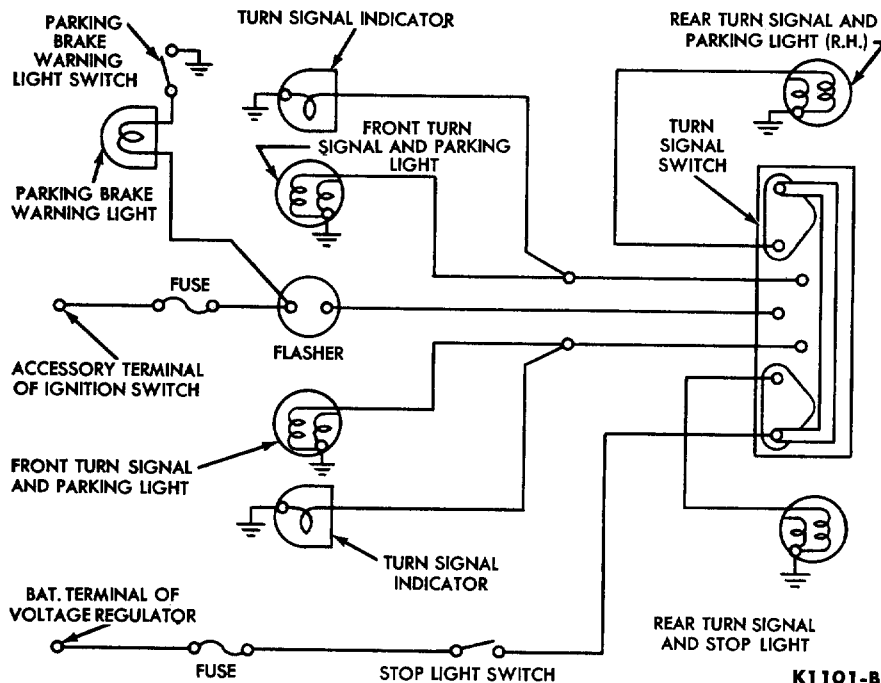 PARKING
BRAKE
WARNING
LIGHT SWITCH
TURN SIGNAL INDICATOR
REAR TURN SIGNAL AND
PARKING LIGHT (R.H.)
FRONT TURN
SIGNAL AND PARKING
LIGHT
TURN
SIGNAL
SWITCH
PARKING BRAKE
WARNING LIGHT
FUSE
FLASHER
ACCESSORY TERMINAL
OF IGNITION SWITCH
FRONT TURN SIGNAL
AND PARKING LIGHT
TURN SIGNAL
INDICATOR
BAT. TERMINAL OF
VOLTAGE REGULATOR
REAR TURN SIGNAL
AND STOP LIGHT
FUSE
STOP LIGHT SWITCH
K1101-B